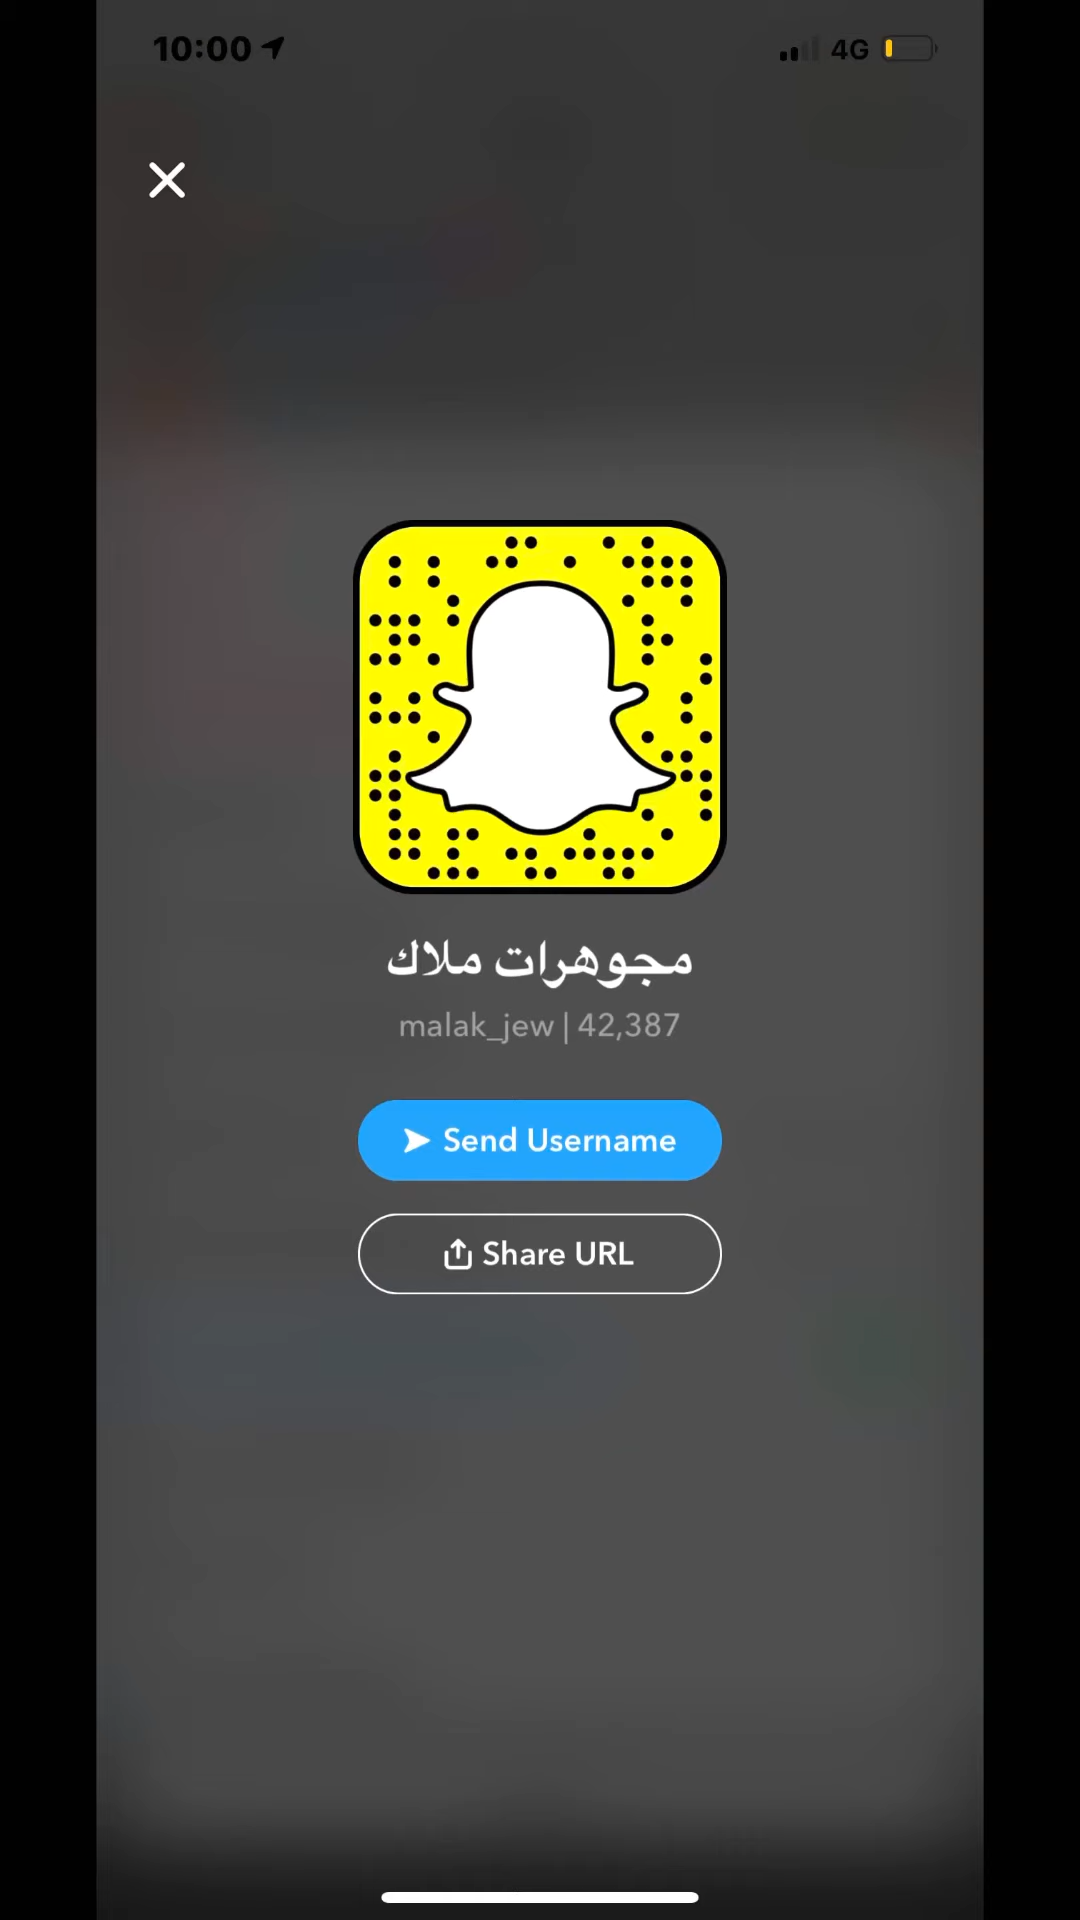 10:00
4G
مجوهرات ملاك
malak_jew | 42,387
Send Username
Share URL